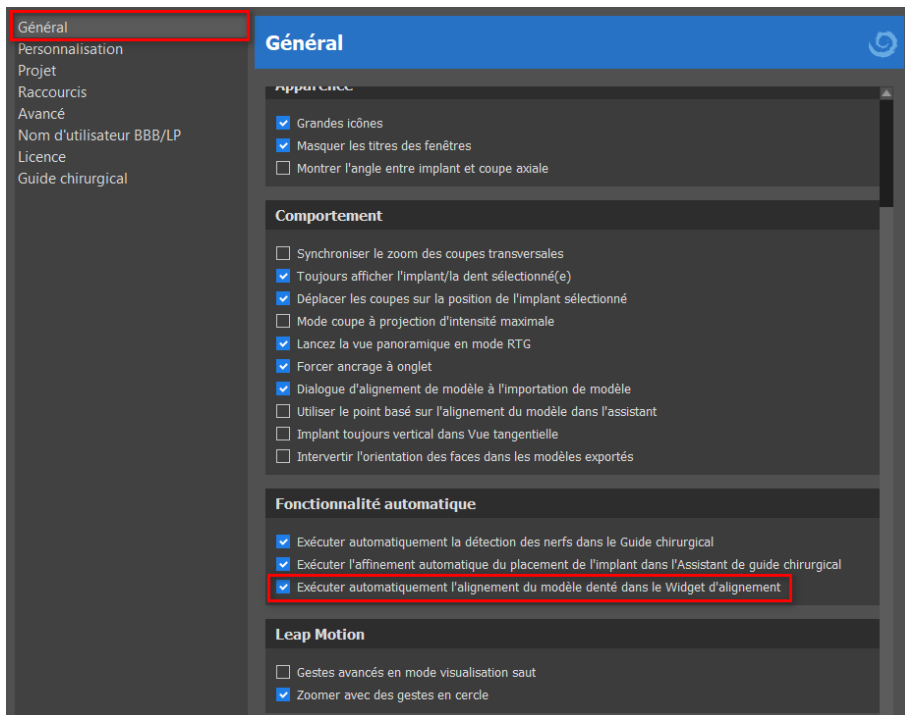 Général
Personnalisation
Projet
Raccourcis
Avancé
Nom d'utilisateur BBB/LP
Licence
Guide chirurgical
Général
Apparence
Grandes icônes
Masquer les titres des fenêtres
Montrer l'angle entre implant et coupe axiale
Comportement
Synchroniser le zoom des coupes transversales
Toujours afficher l'implant/la dent sélectionné(e)
Déplacer les coupes sur la position de l'implant sélectionné
Mode coupe à projection d'intensité maximale
Lancez la vue panoramique en mode RTG
Forcer ancrage à onglet
Dialogue d'alignement de modèle à l'importation de modèle
Utiliser le point basé sur l'alignement du modèle dans l'assistant
Implant toujours vertical dans Vue tangentielle
Intervertir l'orientation des faces dans les modèles exportés
Fonctionnalité automatique
Exécuter automatiquement la détection des nerfs dans le Guide chirurgical
Exécuter l'affinement automatique du placement de l'implant dans l'Assistant de guide chirurgical
Exécuter automatiquement l'alignement du modèle denté dans le Widget d'alignement
Leap Motion
Gestes avancés en mode visualisation saut
Zoomer avec des gestes en cercle